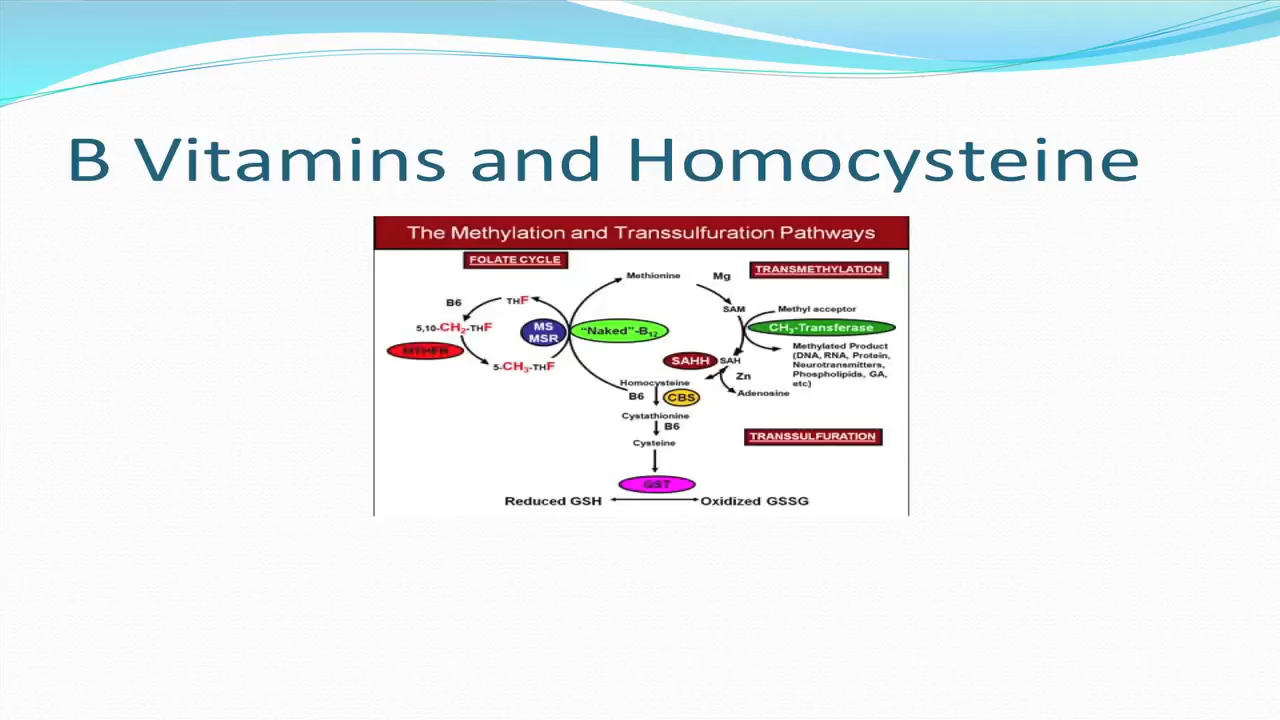 B Vitamins and Homocysteine
The Methylation and Transsulfuration Pathways
FOLATE CYCLE
Methionine
Mg
TRANSMETHYLATION
B6
THF
SAM
Methyl acceptor
5,10-CH2-THF
MS
MSR
"Naked"-B12
CH3-Transferase
MTHFR
5-CH3-THF
SAHH
SAH
Methylated Product
(DNA, RNA, Protein,
Neurotransmitters,
Phospholipids, GA,
etc)
Zn
Homocysteine
B6
CBS
Adenosine
Cystathionine
B6
Cysteine
TRANSSULFURATION
GST
Reduced GSH
Oxidized GSSG